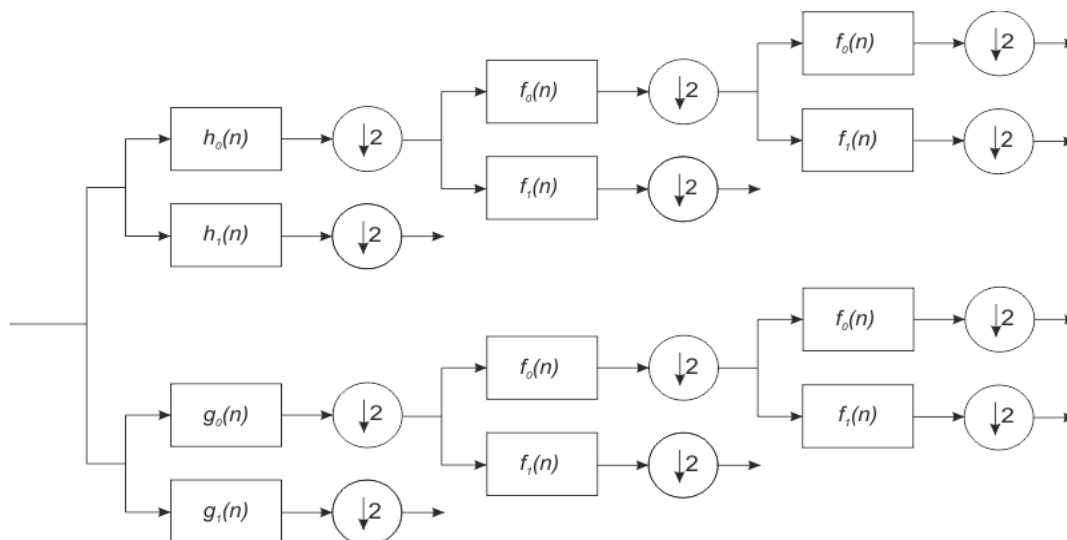 f₀(n) ↓2
f₀(n) ↓2
h₀(n) ↓2
f₁(n) ↓2
f₁(n) ↓2
h₁(n) ↓2
f₀(n) ↓2
f₀(n) ↓2
g₀(n) ↓2
f₁(n) ↓2
f₁(n) ↓2
g₁(n) ↓2